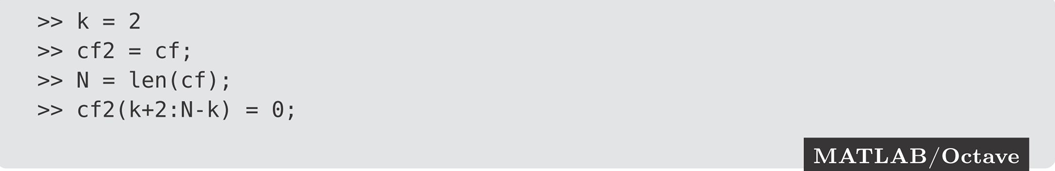 >> k = 2
>> cf2 = cf;
>> N = len(cf);
>> cf2(k+2:N-k) = 0;
MATLAB/Octave